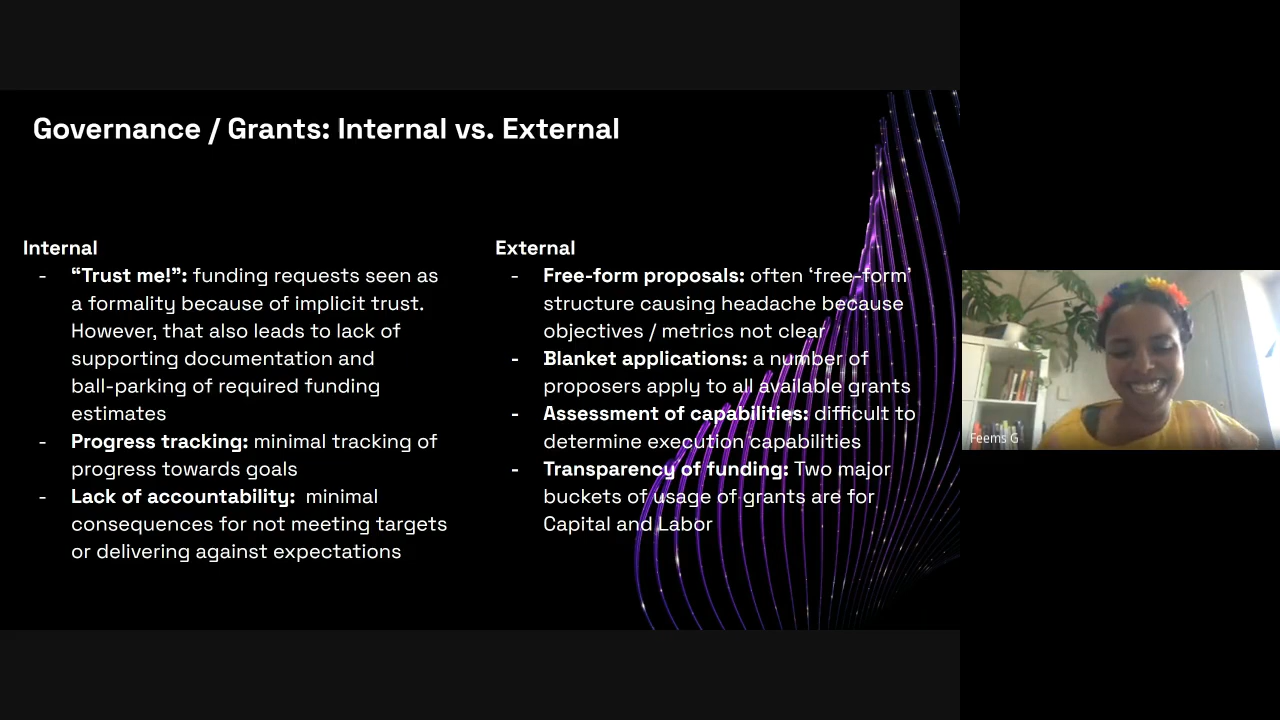 Governance / Grants: Internal vs. External
Internal
- “Trust me!”: funding requests seen as
a formality because of implicit trust.
However, that also leads to lack of
supporting documentation and
ball-parking of required funding
estimates
- Progress tracking: minimal tracking of
progress towards goals
- Lack of accountability: minimal
consequences for not meeting targets
or delivering against expectations
External
- Free-form proposals: often ‘free-form’
structure causing headache because
objectives / metrics not clear
- Blanket applications: a number of
proposers apply to all available grants
- Assessment of capabilities: difficult to
determine execution capabilities
- Transparency of funding: Two major
buckets of usage of grants are for
Capital and Labor
Feems G